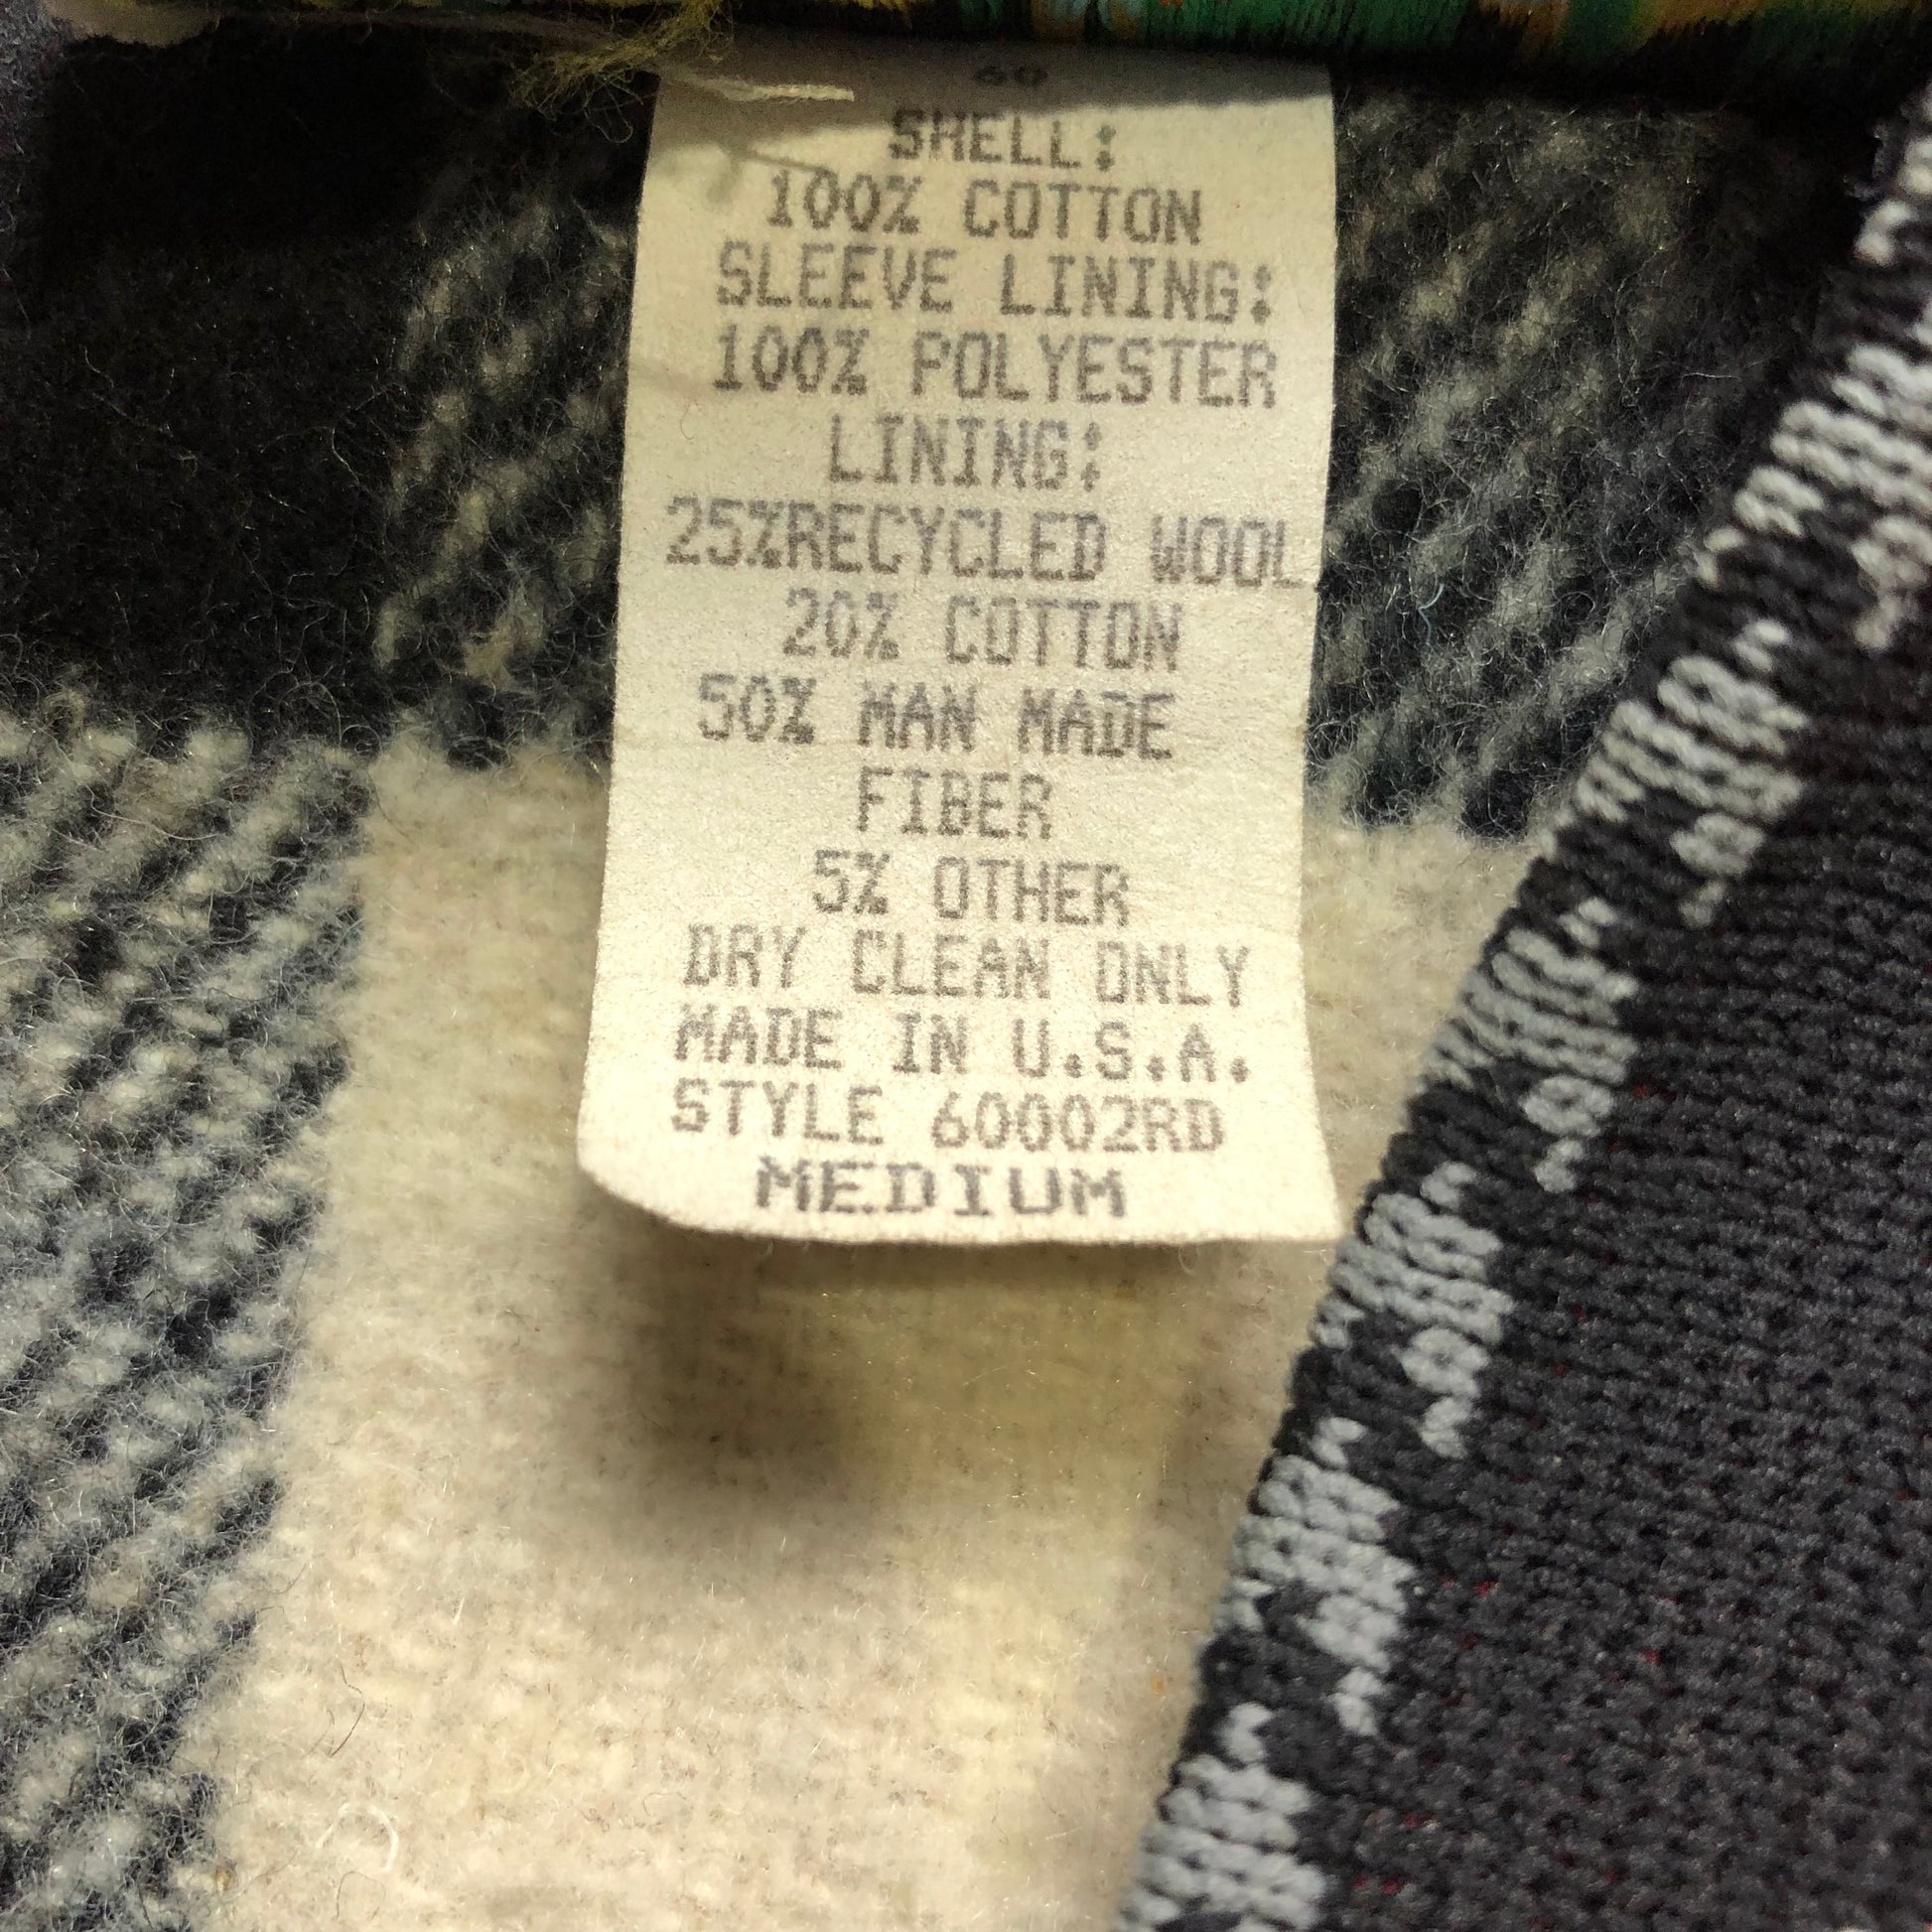 60
SHELL:
100% COTTON
SLEEVE LINING:
100% POLYESTER
LINING:
25%RECYCLED WOOL
20% COTTON
50% MAN MADE
FIBER
5% OTHER
DRY CLEAN ONLY
MADE IN U.S.A.
STYLE 60002RD
MEDIUM